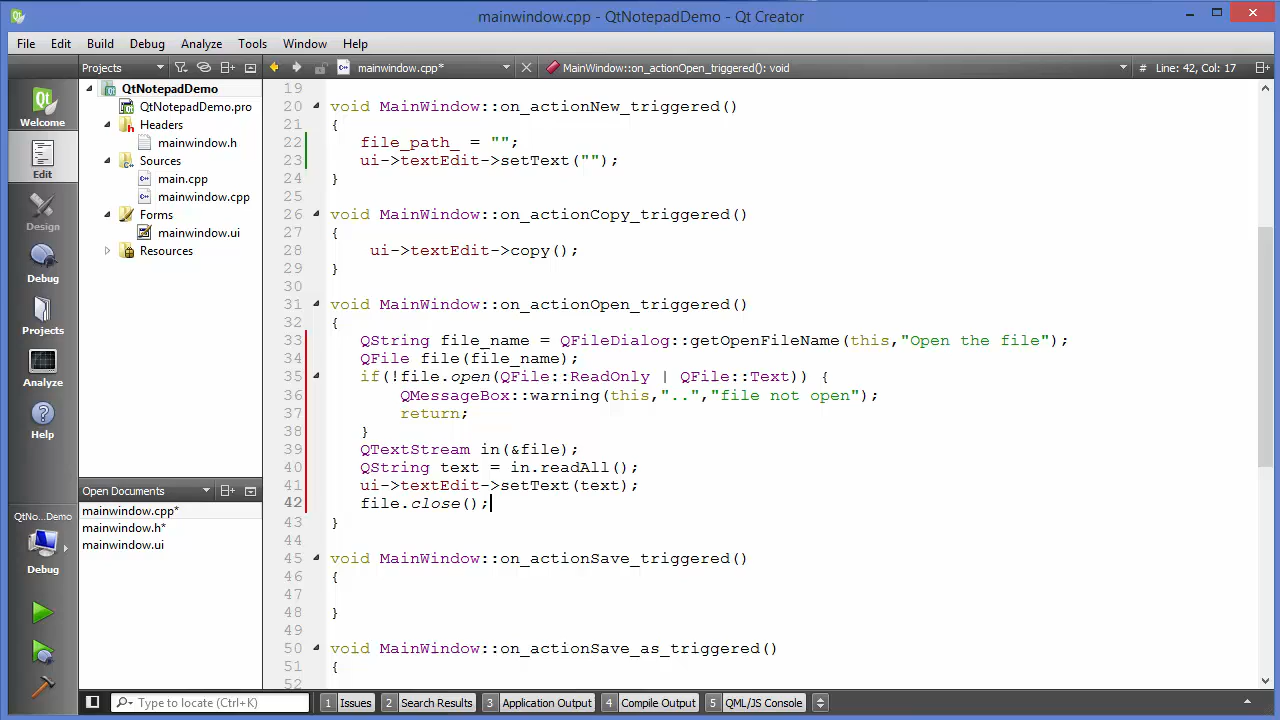 mainwindow.cpp - QtNotepadDemo - Qt Creator
File Edit Build Debug Analyze Tools Window Help
Projects mainwindow.cpp* MainWindow::on_actionOpen_triggered(): void # Line: 42, Col: 17
Welcome
Edit
Design
Debug
Projects
Analyze
Help
QtNo...Demo
Debug
QtNotepadDemo
QtNotepadDemo.pro
Headers
mainwindow.h
Sources
main.cpp
mainwindow.cpp
Forms
mainwindow.ui
Resources
Open Documents
mainwindow.cpp*
mainwindow.h*
mainwindow.ui
19
20 void MainWindow::on_actionNew_triggered()
21 {
22 file_path_ = "";
23 ui->textEdit->setText("");
24 }
25
26 void MainWindow::on_actionCopy_triggered()
27 {
28 ui->textEdit->copy();
29 }
30
31 void MainWindow::on_actionOpen_triggered()
32 {
33 QString file_name = QFileDialog::getOpenFileName(this,"Open the file");
34 QFile file(file_name);
35 if(!file.open(QFile::ReadOnly | QFile::Text)) {
36 QMessageBox::warning(this,"..","file not open");
37 return;
38 }
39 QTextStream in(&file);
40 QString text = in.readAll();
41 ui->textEdit->setText(text);
42 file.close();
43 }
44
45 void MainWindow::on_actionSave_triggered()
46 {
47
48 }
49
50 void MainWindow::on_actionSave_as_triggered()
51 {
52
Type to locate (Ctrl+K) 1 Issues 2 Search Results 3 Application Output 4 Compile Output 5 QML/JS Console